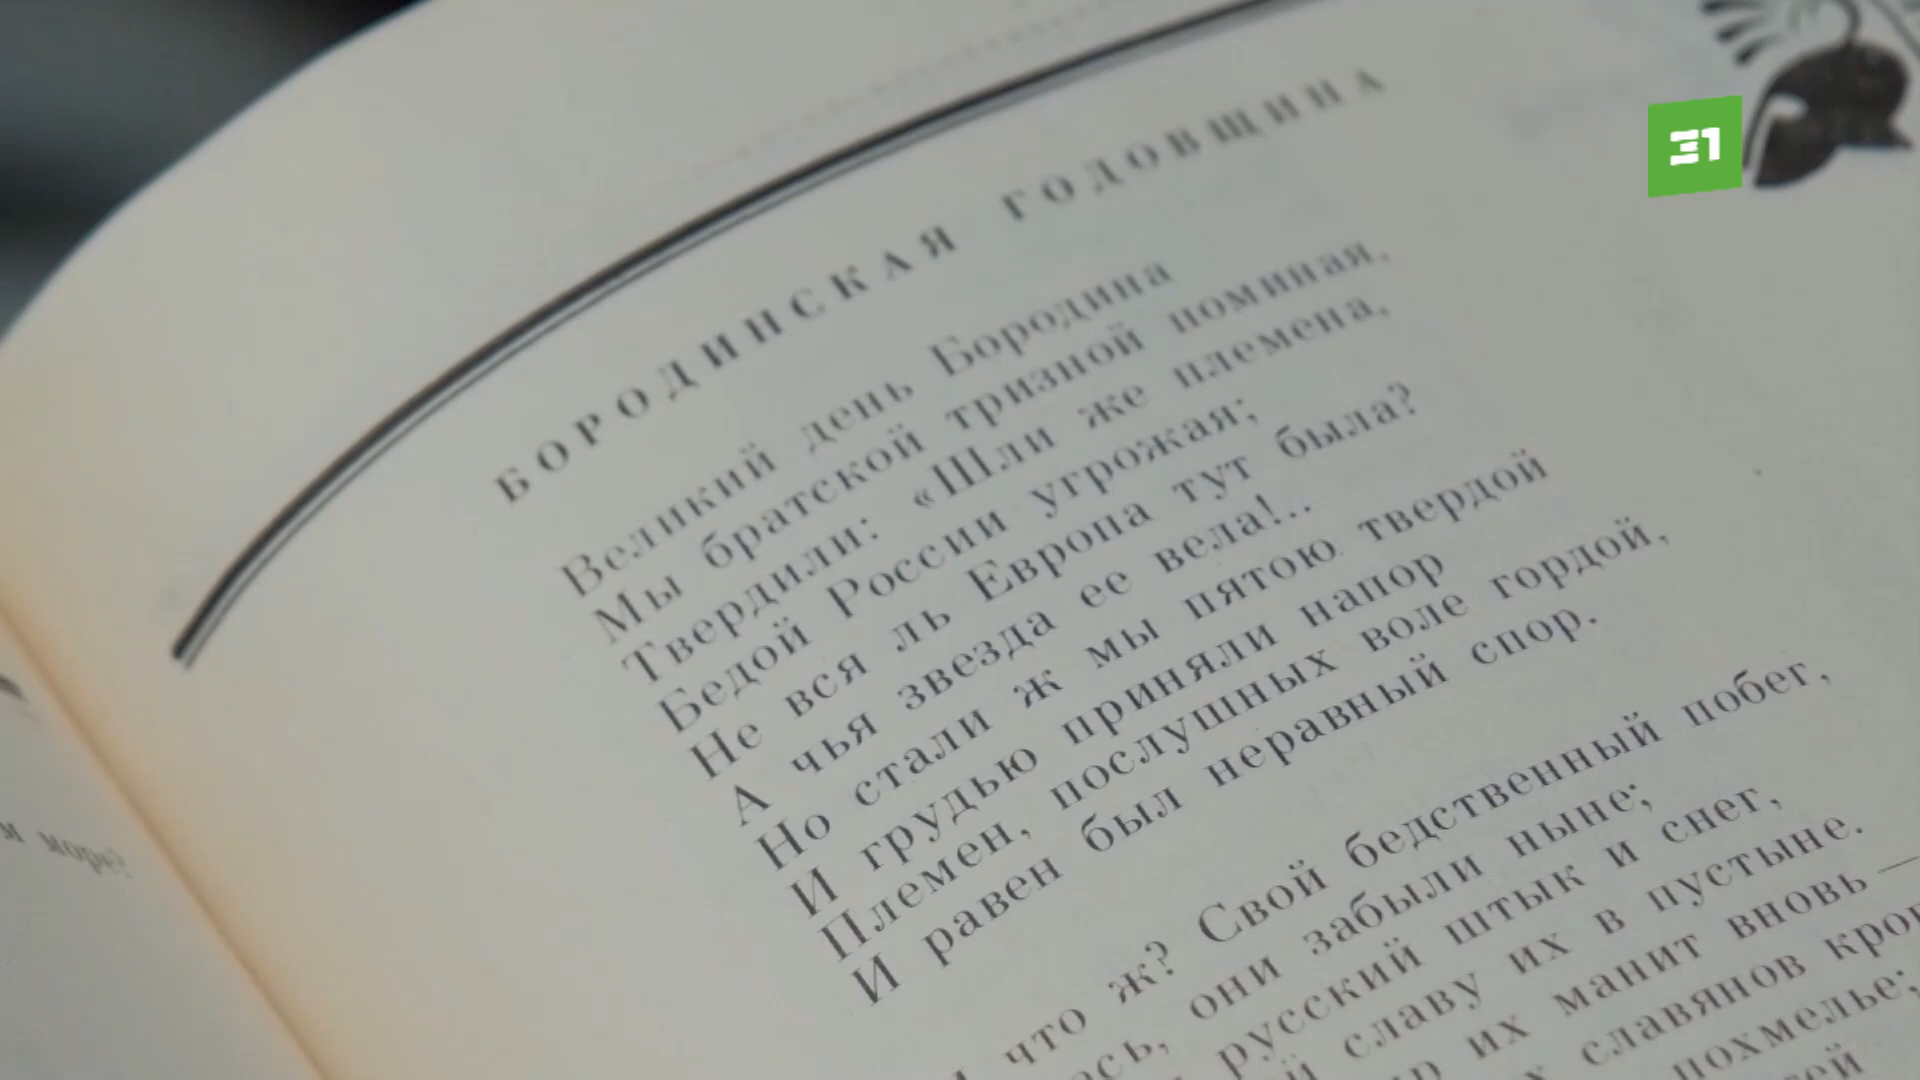 31
БОРОДИНСКАЯ ГОДОВЩИНА
Великий день Бородина
Мы братской тризной поминая,
Твердили: «Шли же племена,
Бедой России угрожая;
Не вся ль Европа тут была?
А чья звезда ее вела!..
Но стали ж мы пятою твердой
И грудью приняли напор
Племен, послушных воле гордой,
И равен был неравный спор.
что ж? Свой бедственный побег,
они забыли ныне;
русский штык и снег,
славу их в пустыне.
их манит вновь —
славянов
похмелье;
м море?